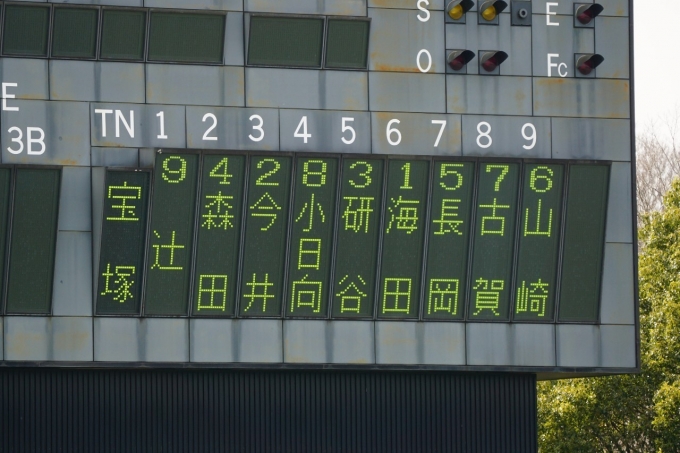 S E
O Fc
E
3B
TN 1 2 3 4 5 6 7 8 9
宝塚
9 辻
4 森田
2 今井
8 小日向
3 研谷
1 海田
5 長岡
7 古賀
6 山崎